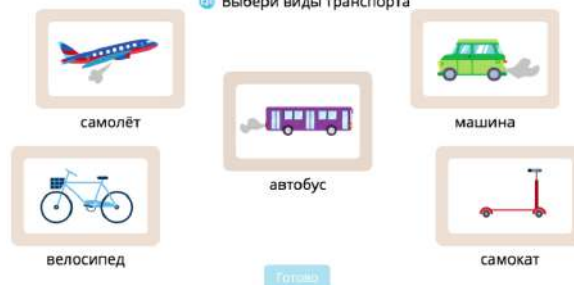 Выбери виды транспорта
самолёт
машина
автобус
велосипед
самокат
Готово